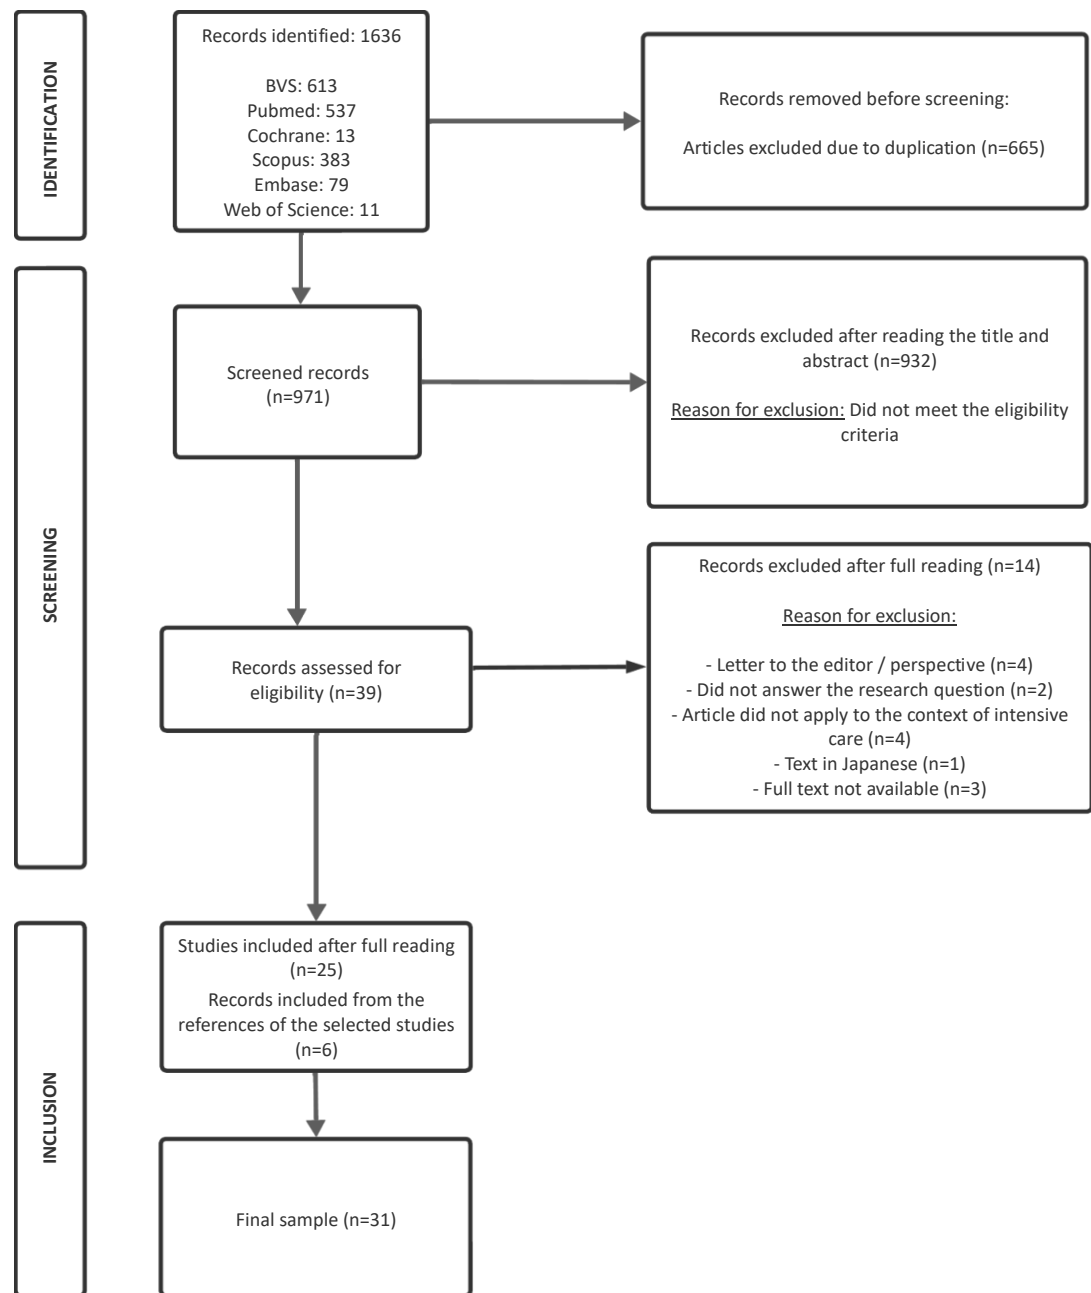 IDENTIFICATION
Records identified: 1636
BVS: 613
Pubmed: 537
Cochrane: 13
Scopus: 383
Embase: 79
Web of Science: 11
Records removed before screening:
Articles excluded due to duplication (n=665)
SCREENING
Screened records
(n=971)
Records excluded after reading the title and
abstract (n=932)
Reason for exclusion: Did not meet the eligibility
criteria
Records assessed for
eligibility (n=39)
Records excluded after full reading (n=14)
Reason for exclusion:
- Letter to the editor / perspective (n=4)
- Did not answer the research question (n=2)
- Article did not apply to the context of intensive
care (n=4)
- Text in Japanese (n=1)
- Full text not available (n=3)
INCLUSION
Studies included after full reading
(n=25)
Records included from the
references of the selected studies
(n=6)
Final sample (n=31)